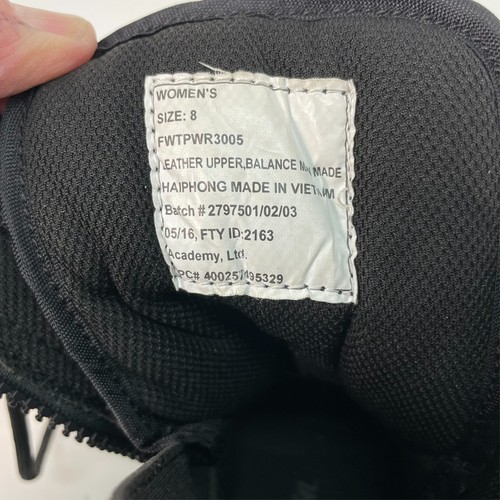 WOMEN'S
SIZE: 8
FWTPWR3005
LEATHER UPPER,BALANCE MADE
HAIPHONG MADE IN VIETNAM
Batch # 2797501/02/03
05/16, FTY ID:2163
Academy, Ltd.